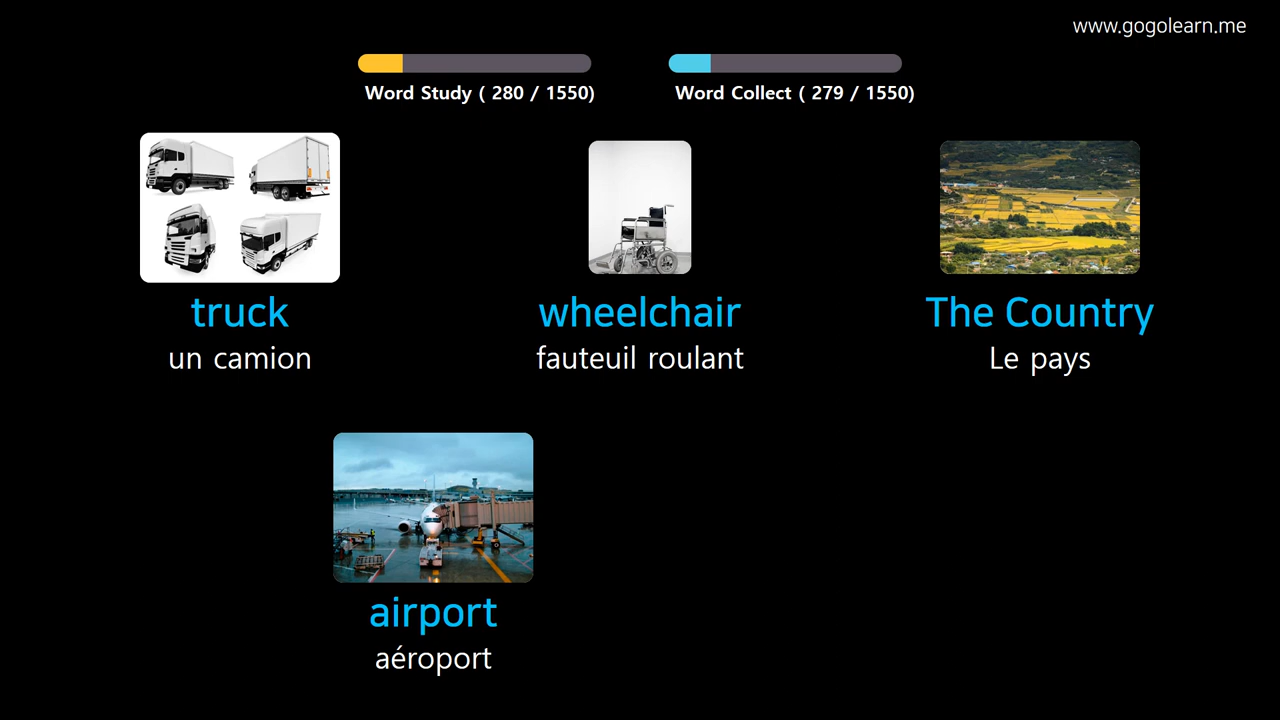 www.gogolearn.me
Word Study ( 280 / 1550)
Word Collect ( 279 / 1550)
truck
un camion
wheelchair
fauteuil roulant
The Country
Le pays
airport
aéroport